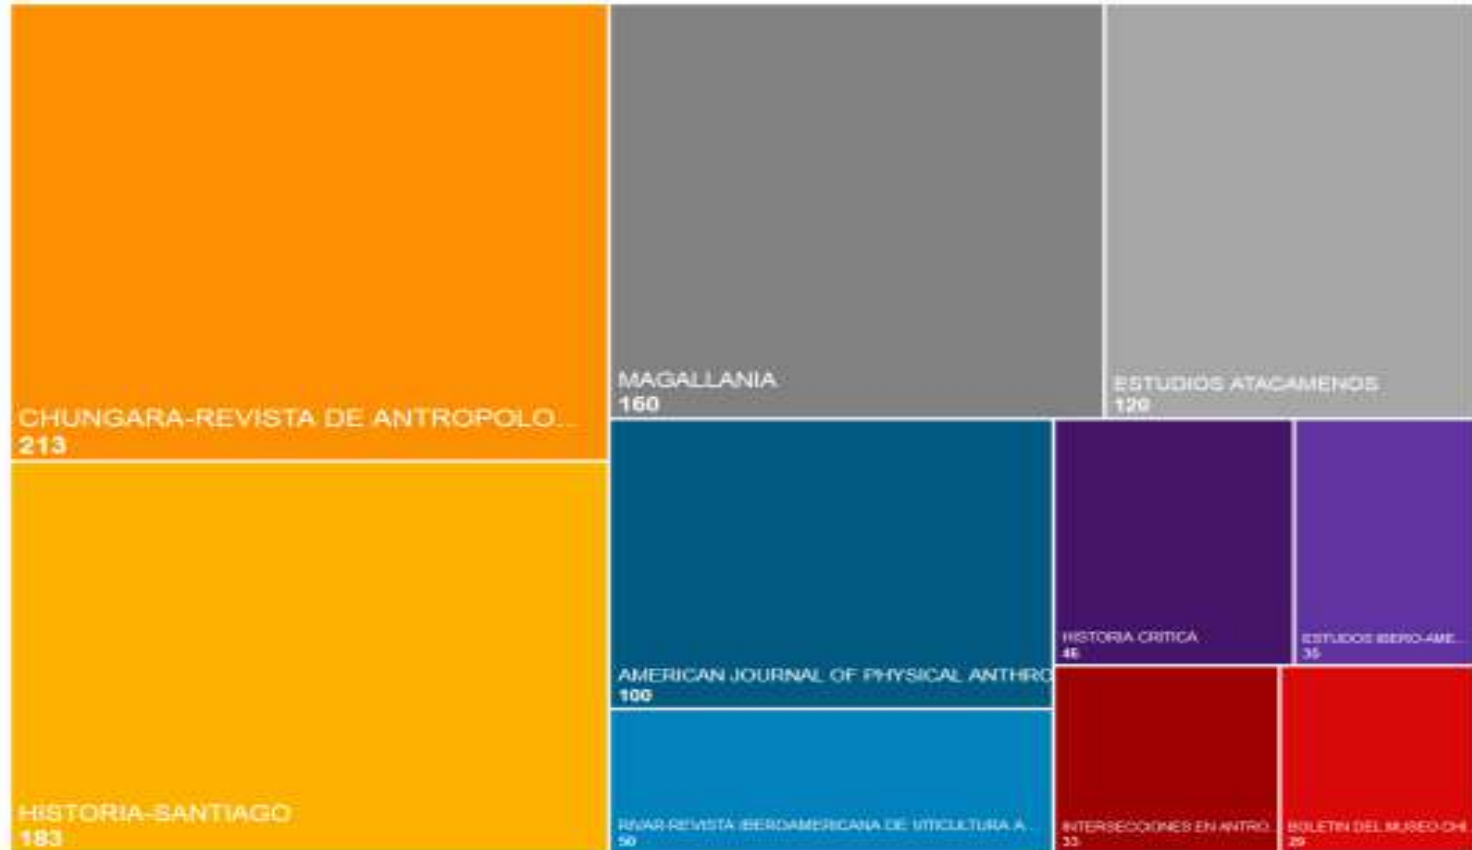 CHUNGARA-REVISTA DE ANTROPOLO...
213
HISTORIA-SANTIAGO
183
MAGALLANIA
160
ESTUDIOS ATACAMENOS
120
AMERICAN JOURNAL OF PHYSICAL ANTHRO
100
RIVAR-REVISTA IBEROAMERICANA DE VITICULTURA A...
50
HISTORIA CRITICA
46
ESTUDOS IBERO-AME...
35
INTERSECCIONES EN ANTRO...
33
BOLETIN DEL MUSEO CHI
29